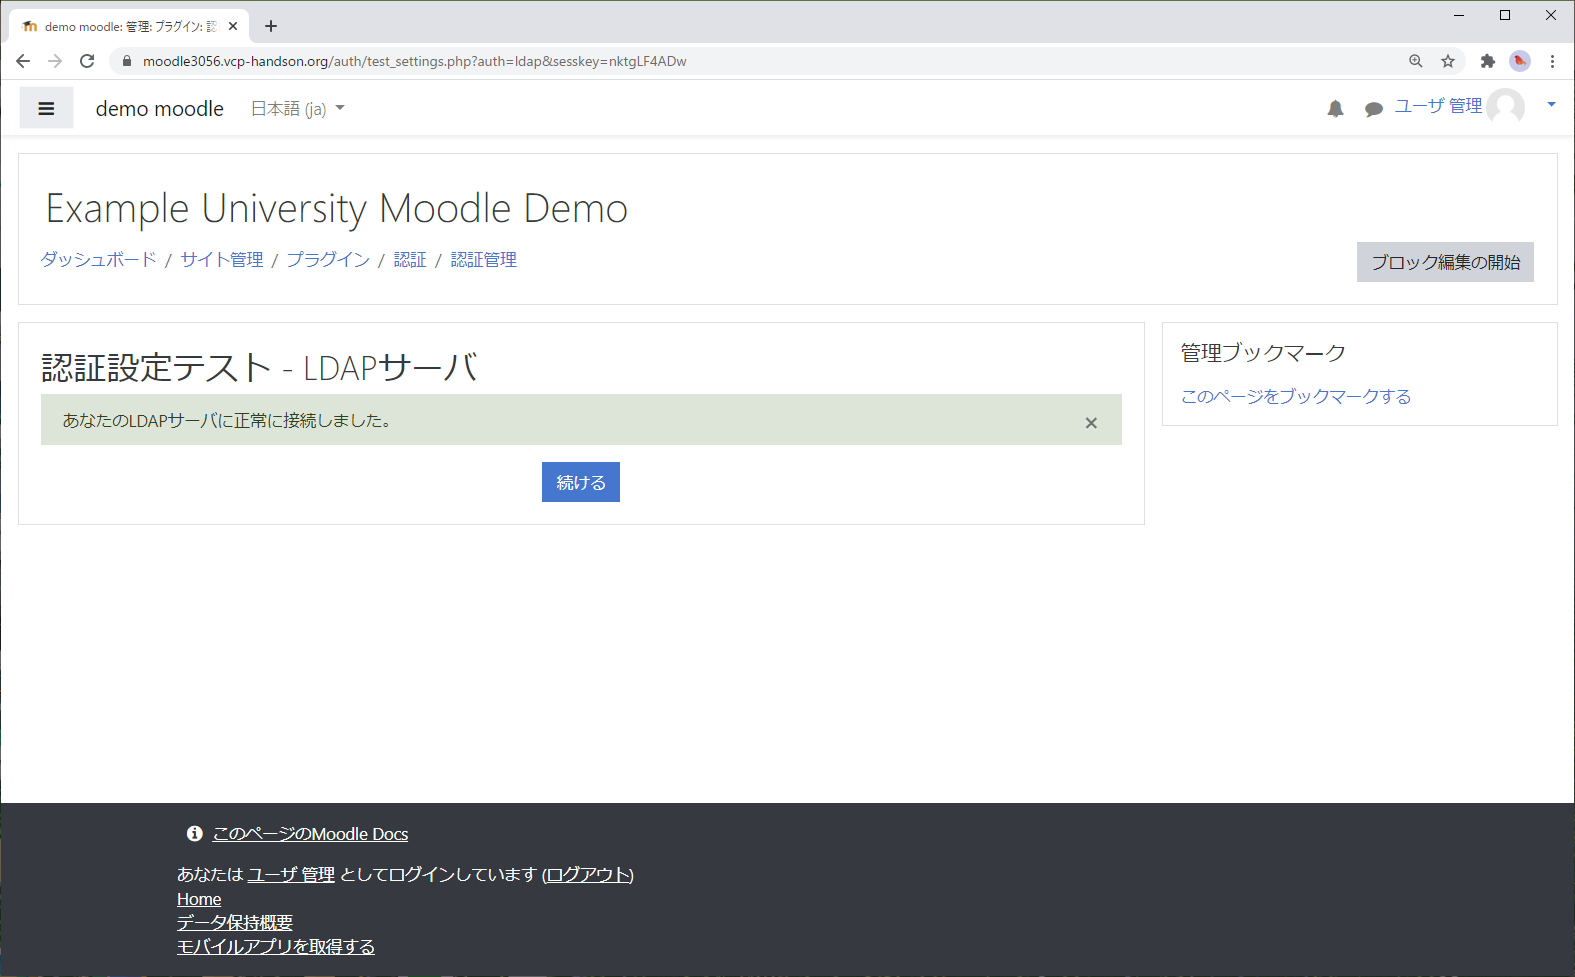 demo moodle: 管理: プラグイン: 認
moodle3056.vcp-handson.org/auth/test_settings.php?auth=ldap&sesskey=nktgLF4ADw
demo moodle 日本語 (ja) ユーザ 管理
Example University Moodle Demo
ダッシュボード / サイト管理 / プラグイン / 認証 / 認証管理
ブロック編集の開始
認証設定テスト - LDAPサーバ
あなたのLDAPサーバに正常に接続しました。 ×
続ける
管理ブックマーク
このページをブックマークする
このページのMoodle Docs
あなたは ユーザ 管理 としてログインしています (ログアウト)
Home
データ保持概要
モバイルアプリを取得する